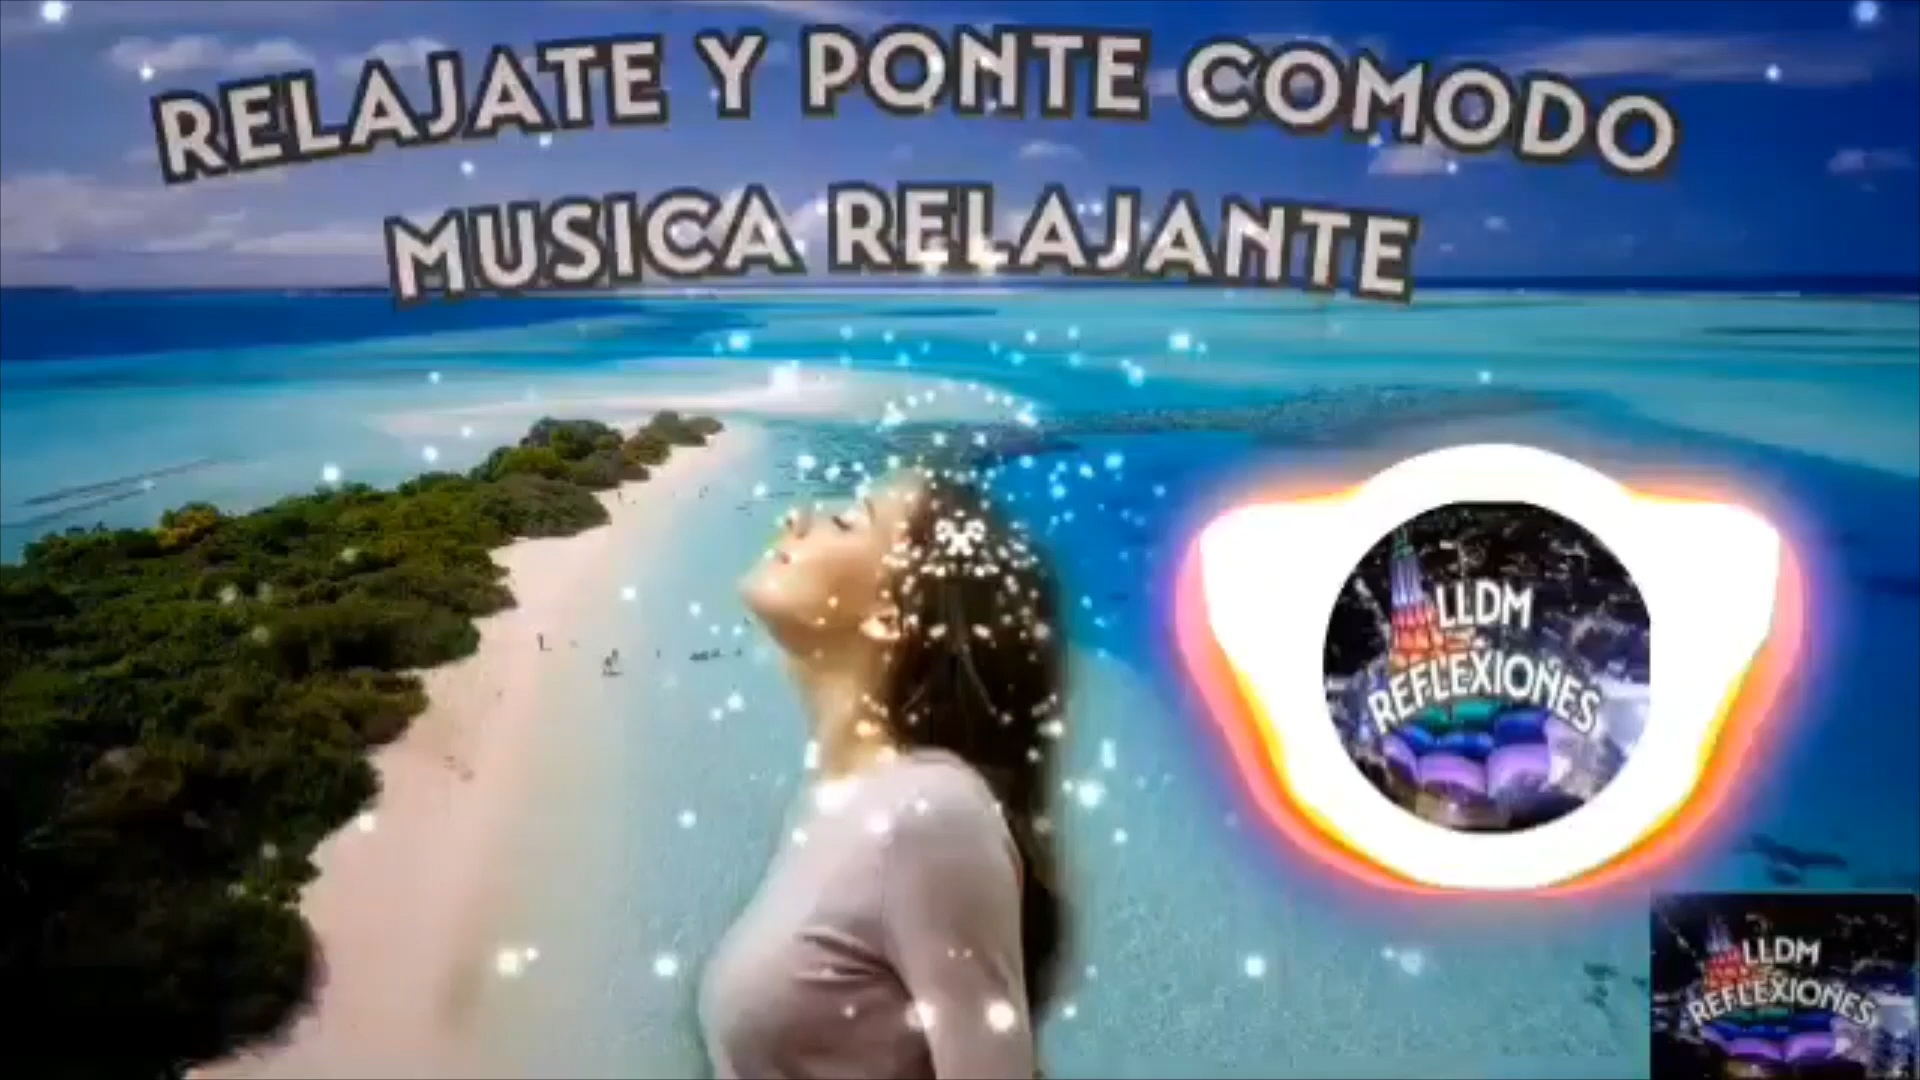 RELAJATE Y PONTE COMODO
MUSICA RELAJANTE
LLDM
REFLEXIONES
LLDM
REFLEXIONES